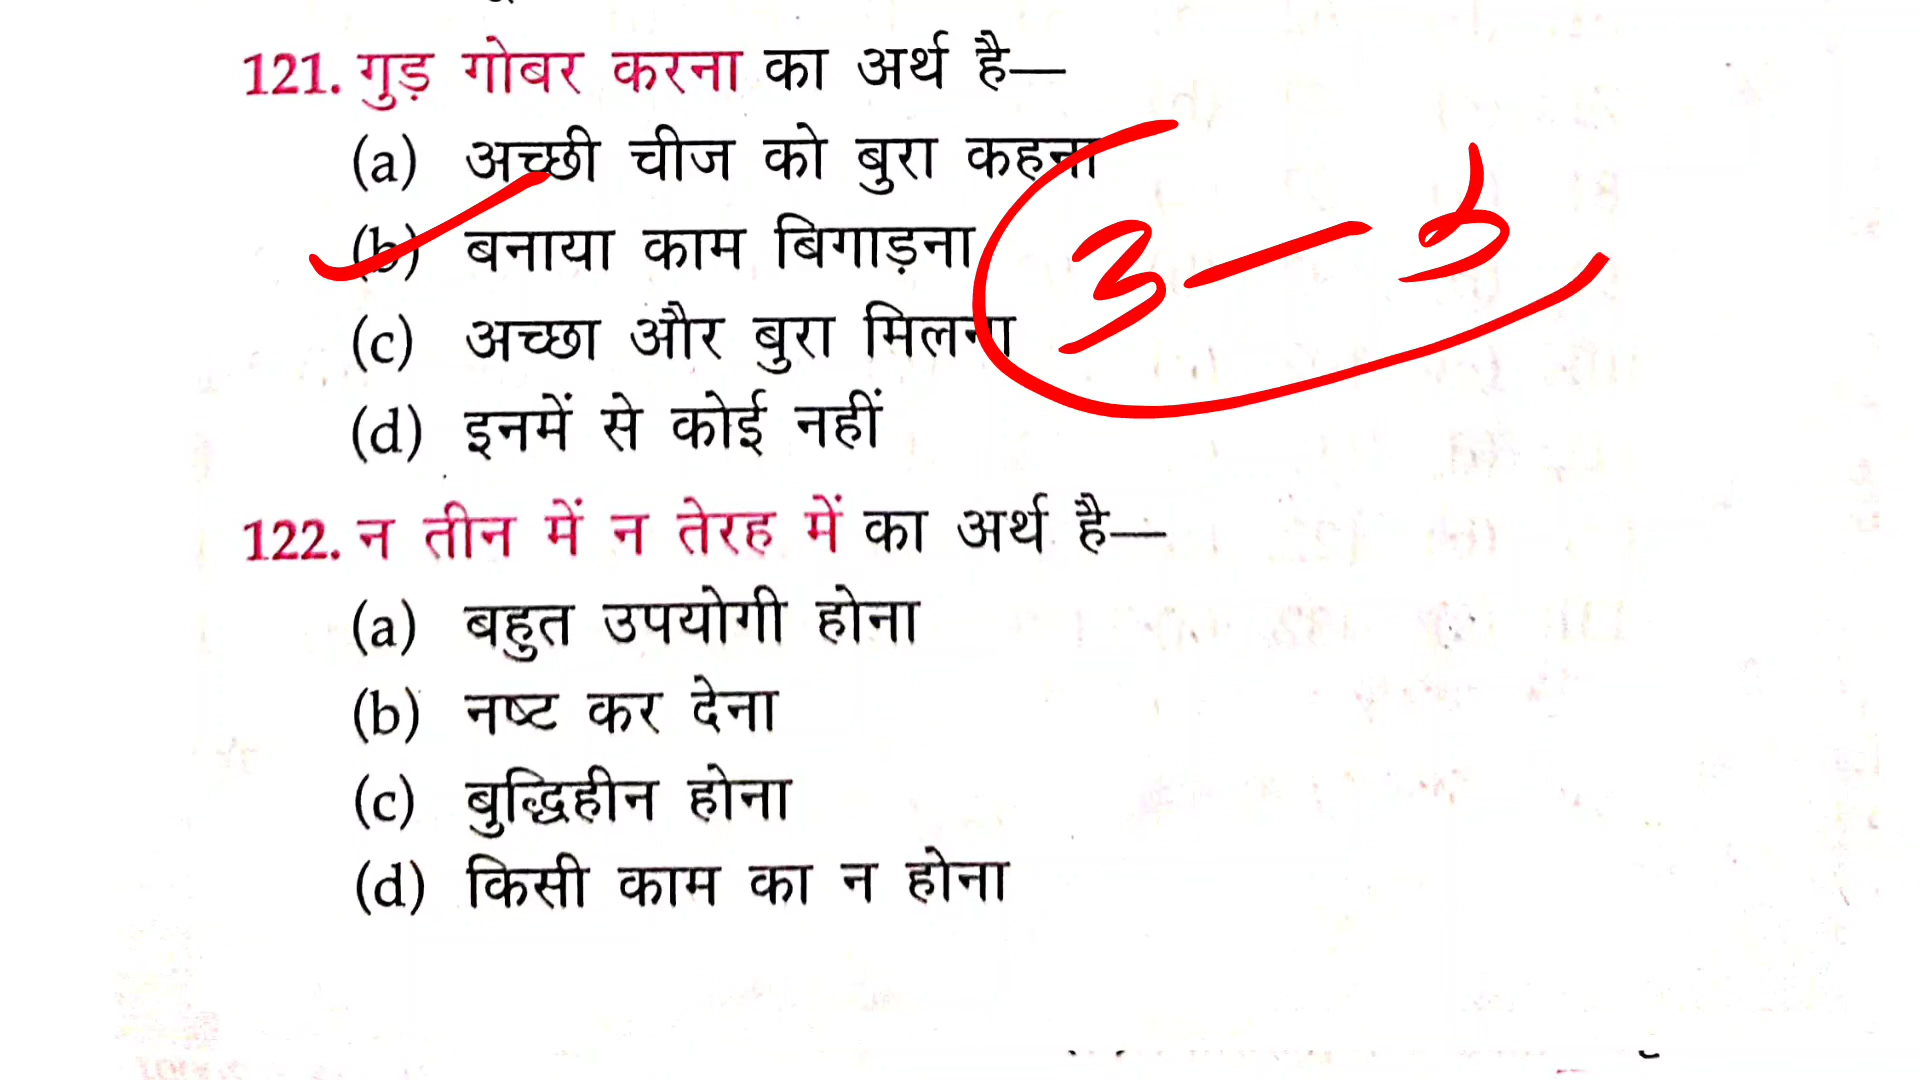 121. गुड़ गोबर करना का अर्थ है—
(a) अच्छी चीज को बुरा कहना
(b) बनाया काम बिगाड़ना
(c) अच्छा और बुरा मिलना
(d) इनमें से कोई नहीं
122. न तीन में न तेरह में का अर्थ है—
(a) बहुत उपयोगी होना
(b) नष्ट कर देना
(c) बुद्धिहीन होना
(d) किसी काम का न होना